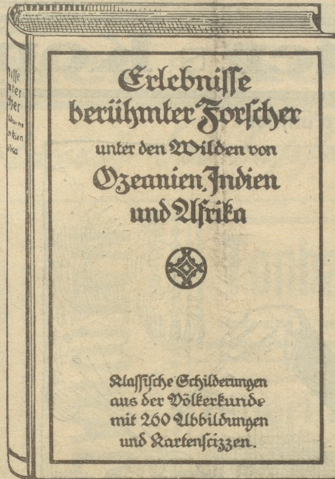 Erlebnisse
berühmter Forscher
unter den Wilden von
Ozeanien, Indien
und Afrika
Klassische Schilderungen
aus der Völkerkunde
mit 260 Abbildungen
und Kartenscizzen.